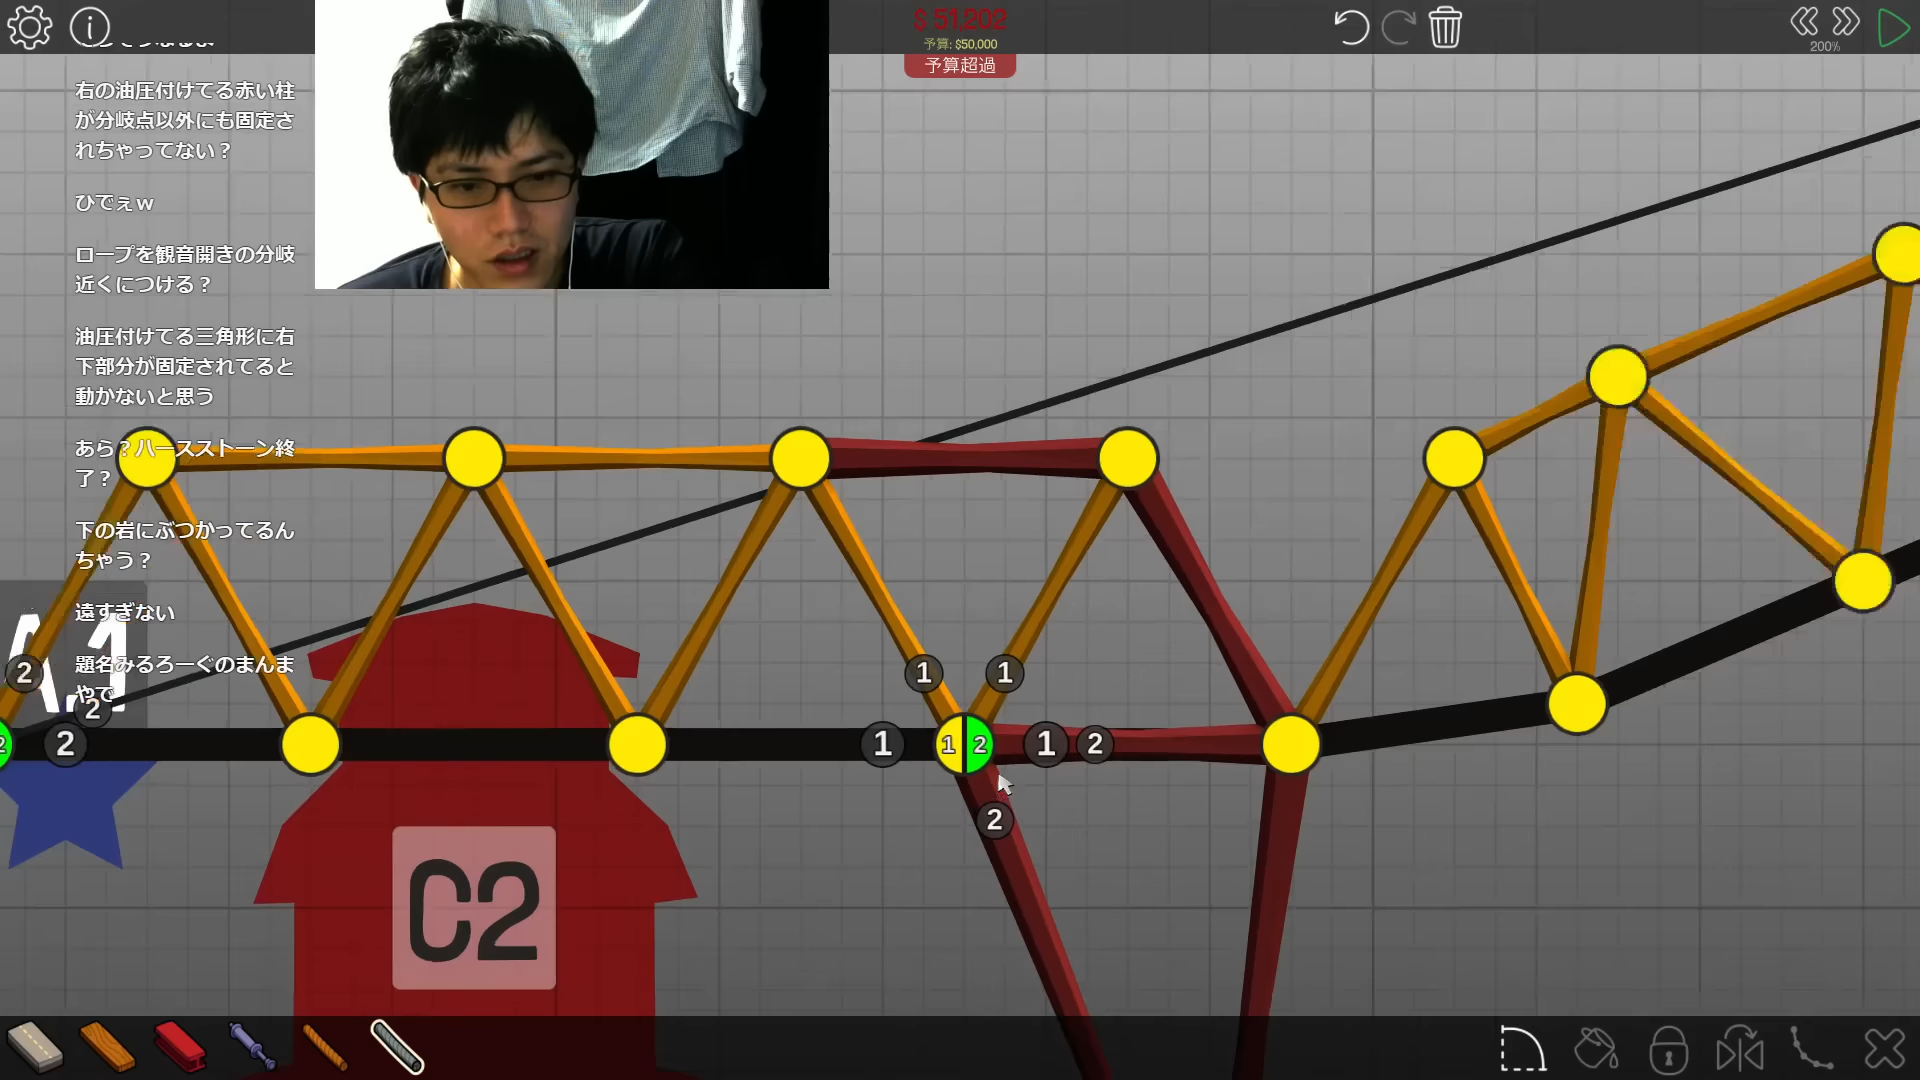 $ 51,202
予算: $50,000
予算超過
200%
右の油圧付けてる赤い柱
が分岐点以外にも固定さ
れちゃってない？
ひでぇｗ
ロープを観音開きの分岐
近くにつける？
油圧付けてる三角形に右
下部分が固定されてると
動かないと思う
あら？ハースストーン終
了？
下の岩にぶつかってるん
ちゃう？
遠すぎない
題名みるろーぐのまんま
やで
2
2
2
2
1
1
1
1
2
1
2
2
C2